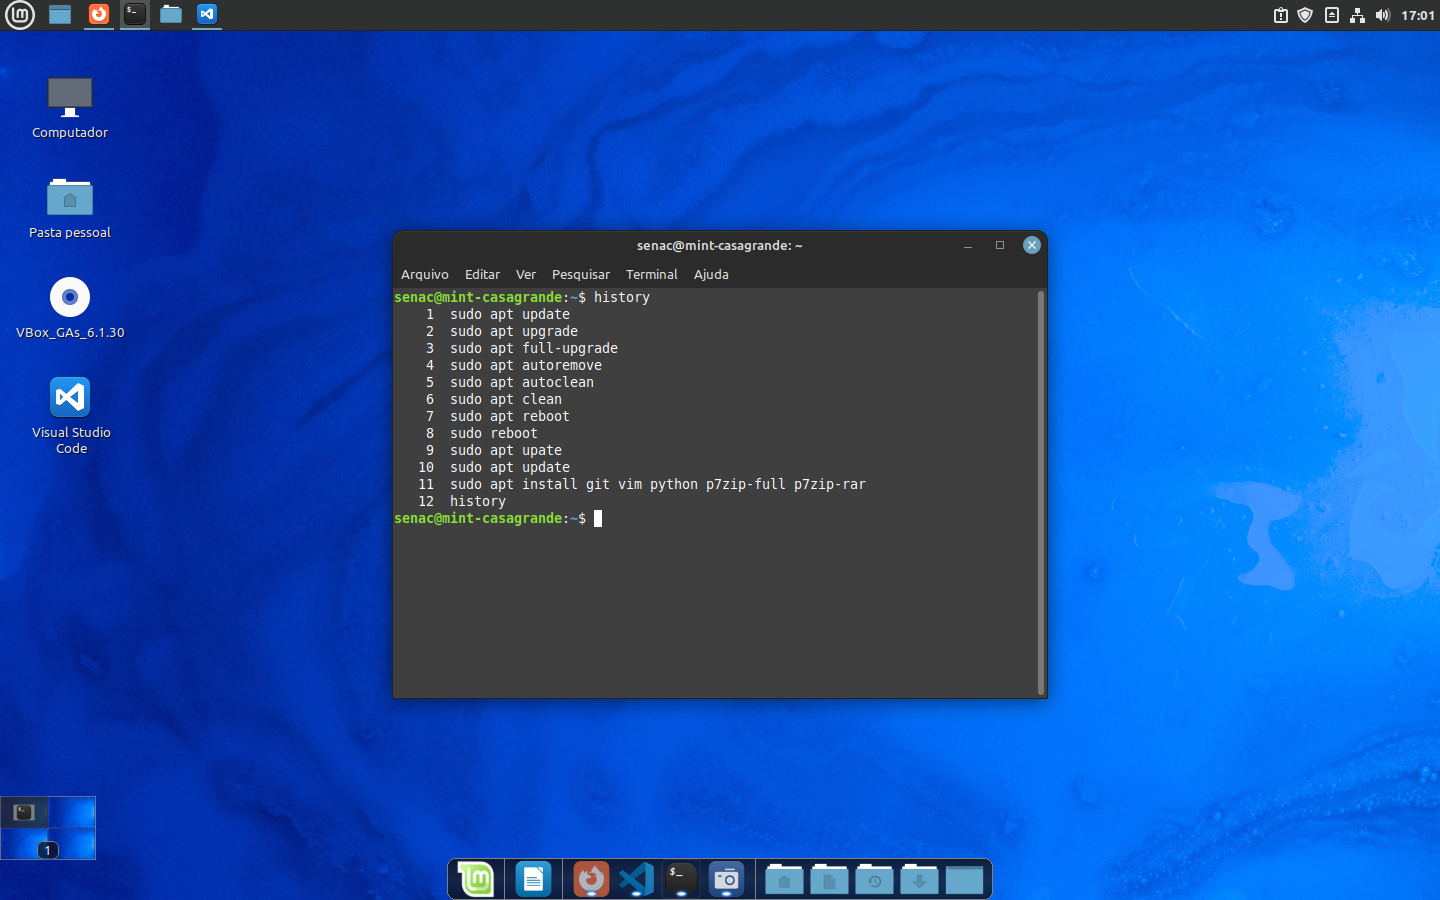 17:01
Computador
Pasta pessoal
VBox_GAs_6.1.30
Visual Studio
Code
senac@mint-casagrande: ~
Arquivo Editar Ver Pesquisar Terminal Ajuda
senac@mint-casagrande:~$ history
1 sudo apt update
2 sudo apt upgrade
3 sudo apt full-upgrade
4 sudo apt autoremove
5 sudo apt autoclean
6 sudo apt clean
7 sudo apt reboot
8 sudo reboot
9 sudo apt upate
10 sudo apt update
11 sudo apt install git vim python p7zip-full p7zip-rar
12 history
senac@mint-casagrande:~$
1